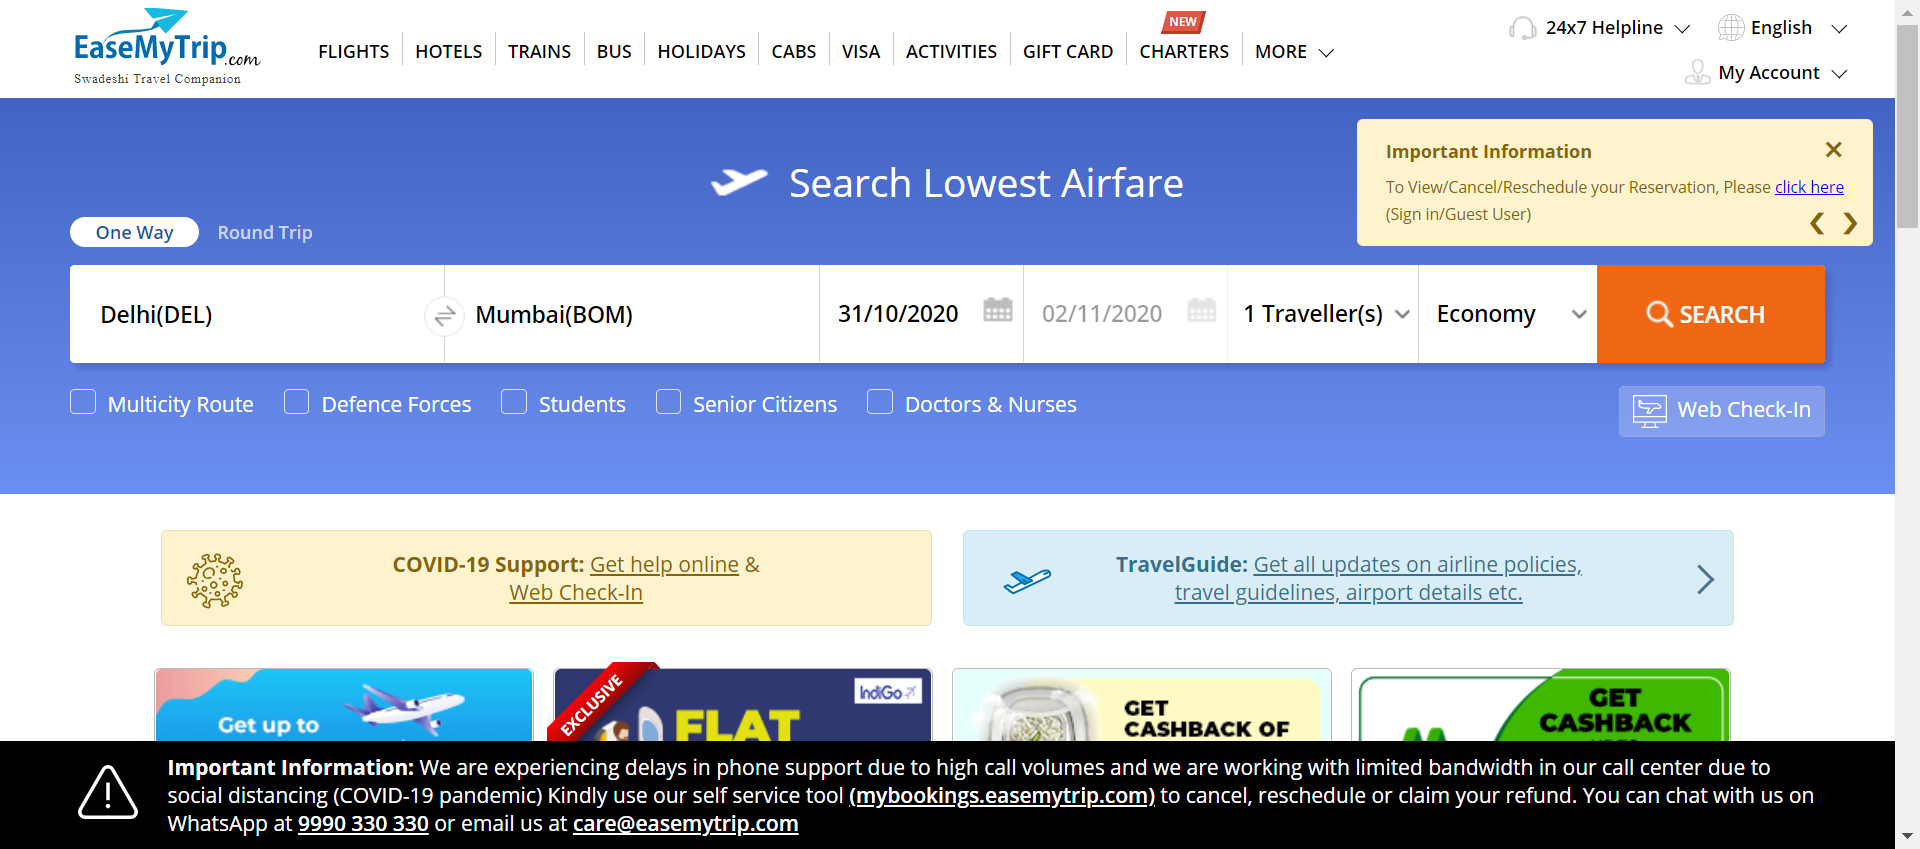 EaseMyTrip.com
Swadeshi Travel Companion
FLIGHTS
HOTELS
TRAINS
BUS
HOLIDAYS
CABS
VISA
ACTIVITIES
GIFT CARD
NEW
CHARTERS
MORE
24x7 Helpline
English
My Account
Important Information
To View/Cancel/Reschedule your Reservation, Please click here
(Sign in/Guest User)
Search Lowest Airfare
One Way
Round Trip
Delhi(DEL)
Mumbai(BOM)
31/10/2020
02/11/2020
1 Traveller(s)
Economy
SEARCH
Multicity Route
Defence Forces
Students
Senior Citizens
Doctors & Nurses
Web Check-In
COVID-19 Support: Get help online &
Web Check-In
TravelGuide: Get all updates on airline policies,
travel guidelines, airport details etc.
Get up to
EXCLUSIVE
IndiGo
FLAT
GET
CASHBACK OF
GET
CASHBACK
Important Information: We are experiencing delays in phone support due to high call volumes and we are working with limited bandwidth in our call center due to
social distancing (COVID-19 pandemic) Kindly use our self service tool (mybookings.easemytrip.com) to cancel, reschedule or claim your refund. You can chat with us on
WhatsApp at 9990 330 330 or email us at care@easemytrip.com